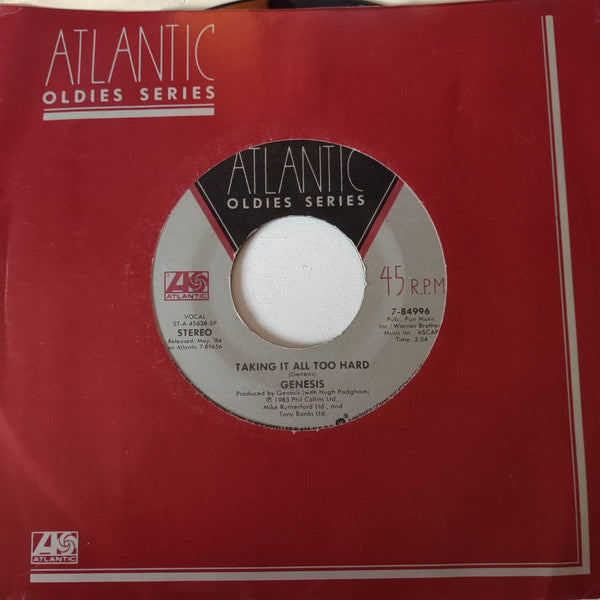 ATLANTIC
OLDIES SERIES
ATLANTIC
OLDIES SERIES
ATLANTIC
45 R.P.M
VOCAL
ST-A-45638-SP
STEREO
Released: May, '84
on Atlantic 7-89656
7-84996
Pub., Pun Music
Inc./Warner Brothe
Music Inc., ASCAP
Time: 3:54
TAKING IT ALL TOO HARD
(Genesis)
GENESIS
Produced by Genesis (with Hugh Padgham)
℗ 1983 Phil Collins Ltd.,
Mike Rutherford Ltd., and
Tony Banks Ltd.
ATLANTIC